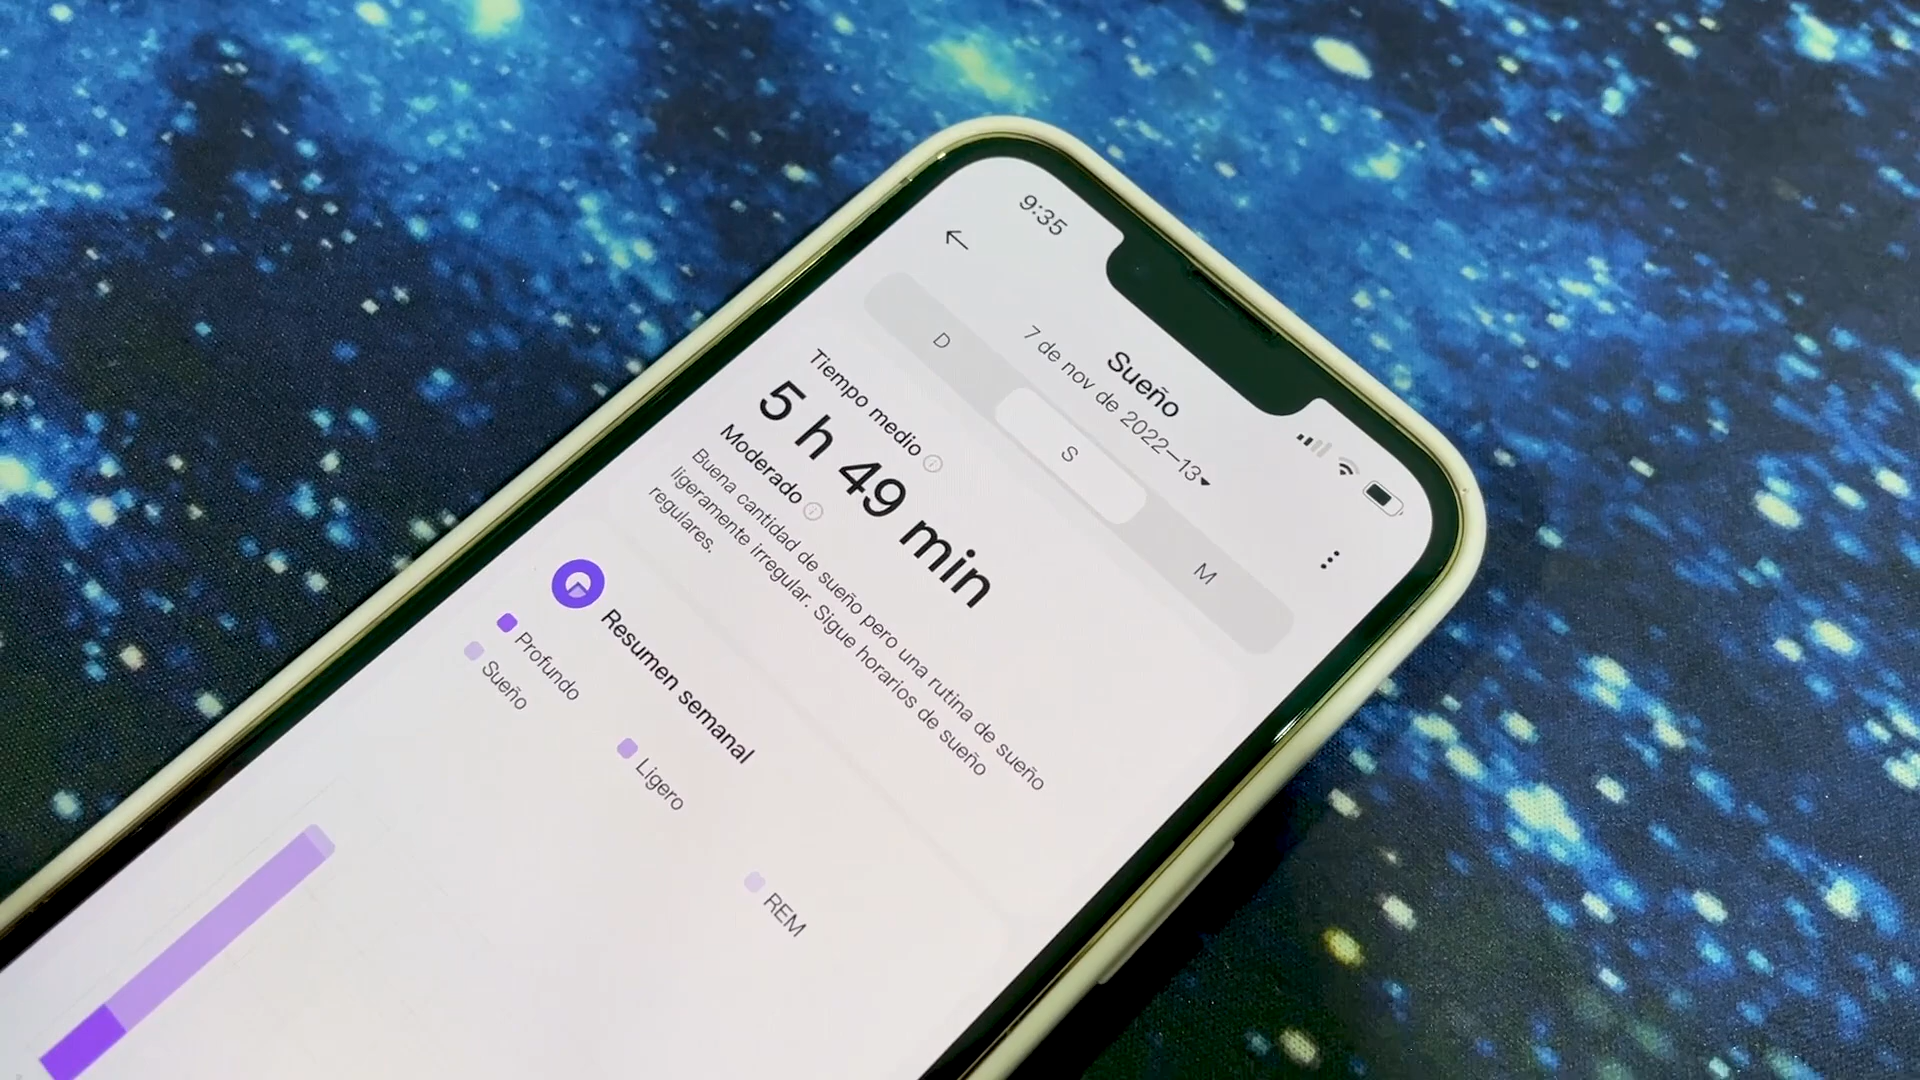 9:35
Sueño
7 de nov de 2022–13
D
S
M
Tiempo medio
5 h 49 min
Moderado
Buena cantidad de sueño pero una rutina de sueño
ligeramente irregular. Sigue horarios de sueño
regulares.
Resumen semanal
Profundo
Ligero
REM
Sueño